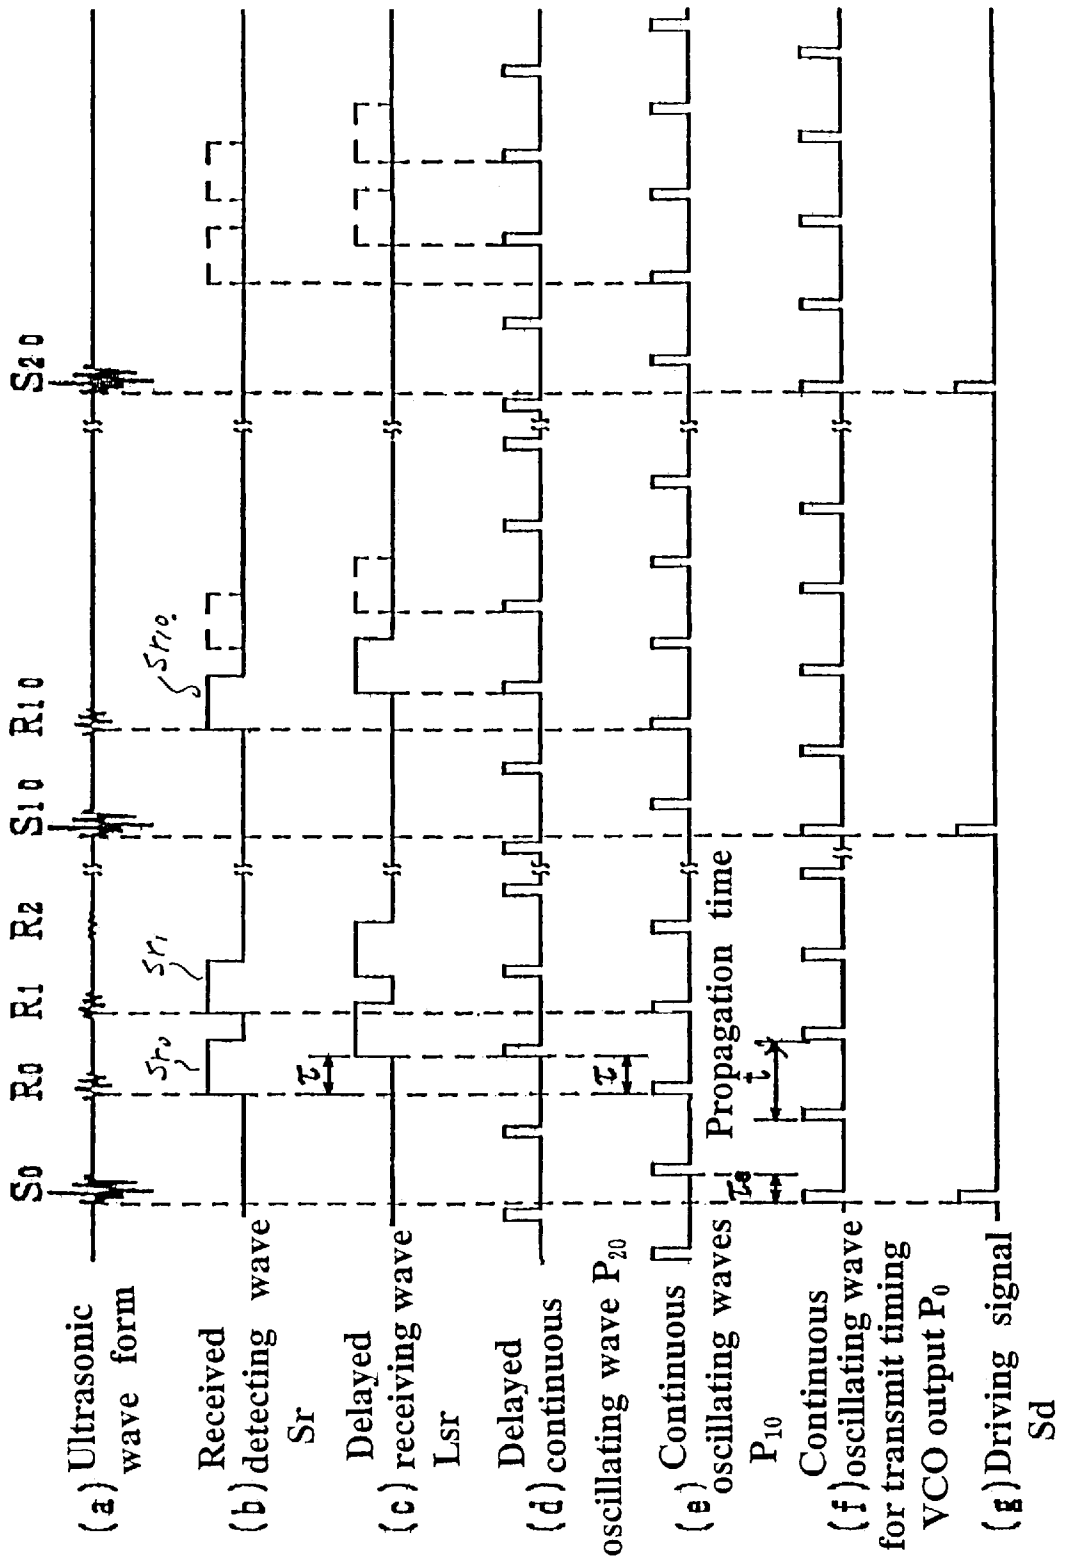 S0 R0 R1 R2 S10 R10 S20
(a) Ultrasonic
wave form
Sr0 Sr1 Sr10.
Received
(b) detecting wave
Sr
τ
Delayed
(c) receiving wave
Lsr
Delayed
(d) continuous
oscillating wave P20
τ
Continuous
(e) oscillating waves
P10
τe
Propagation time
t
Continuous
(f) oscillating wave
for transmit timing
VCO output P0
(g) Driving signal
Sd